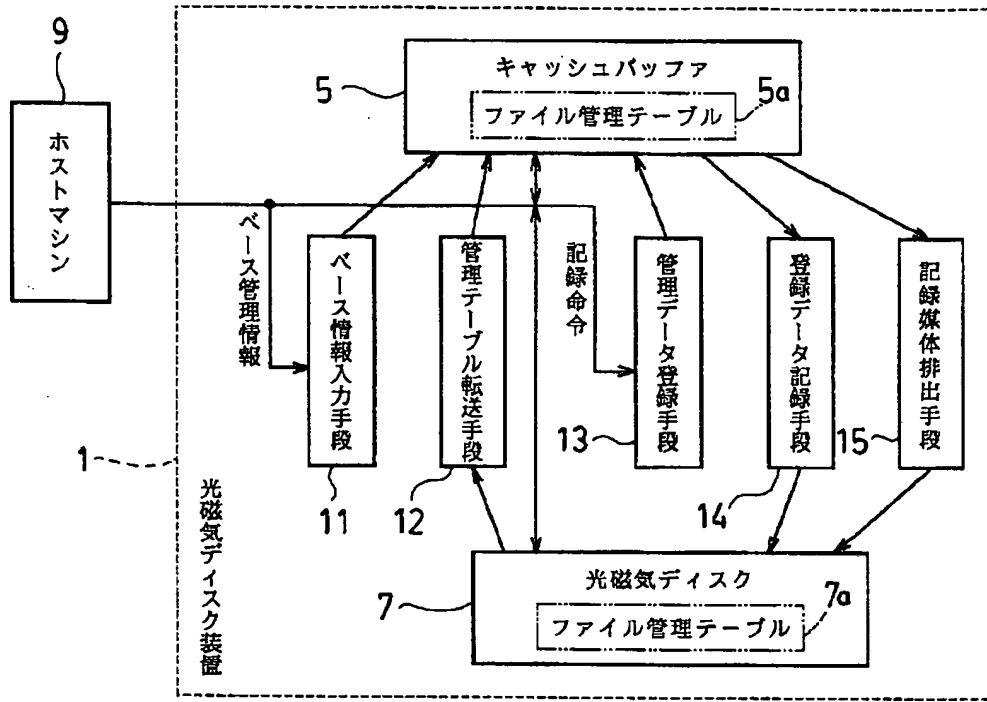 9
ホストマシン
5
キャッシュバッファ
5a
ファイル管理テーブル
ベース管理情報
ベース情報入力手段
11
管理テーブル転送手段
12
記録命令
管理データ登録手段
13
登録データ記録手段
14
記録媒体排出手段
15
1
光磁気ディスク装置
7
光磁気ディスク
7a
ファイル管理テーブル